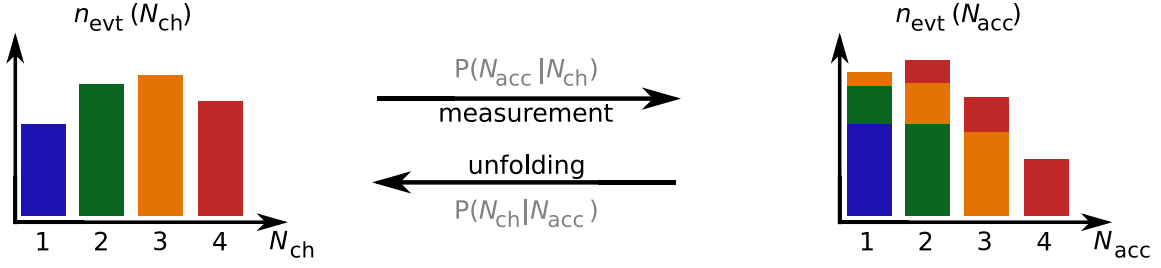 n_evt (N_ch)
1 2 3 4 N_ch
P(N_acc | N_ch)
measurement
unfolding
P(N_ch | N_acc)
n_evt (N_acc)
1 2 3 4 N_acc